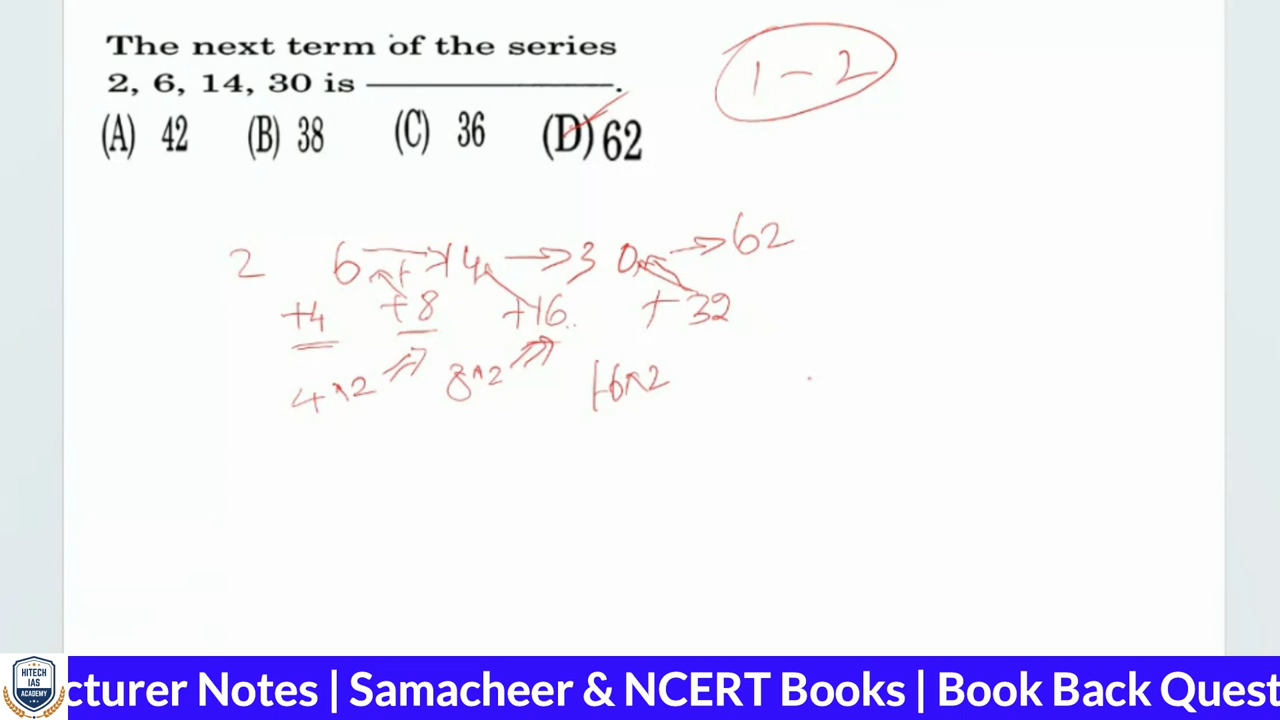 The next term of the series
2, 6, 14, 30 is ————.
(A) 42 (B) 38 (C) 36 (D) 62
1 - 2
2 6 14 30 62
+4 +8 +16 +32
4×2 8×2 16×2
HITECH
IAS
ACADEMY
cturer Notes | Samacheer & NCERT Books | Book Back Quest